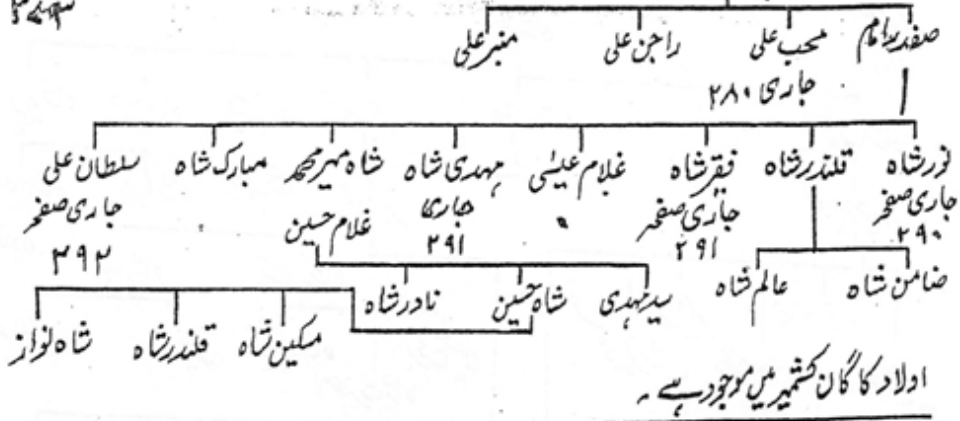 صفدر امام محب علی راجن علی منبر علی
جاری ۲۸۰
نور شاہ قلندر شاہ فقیر شاہ غلام عیسٰی مہدی شاہ شاہ میر محمد مبارک شاہ سلطان علی
جاری صفحہ ۲۹۰ جاری صفحہ ۲۹۱ جاری ۲۹۱ غلام حسین جاری صفحہ ۲۹۲
ضامن شاہ عالم شاہ سید مہدی شاہ حسین نادر شاہ
مسکین شاہ قلندر شاہ شاہ نواز
اولاد کاگان کشمیر میں موجود ہے ۔